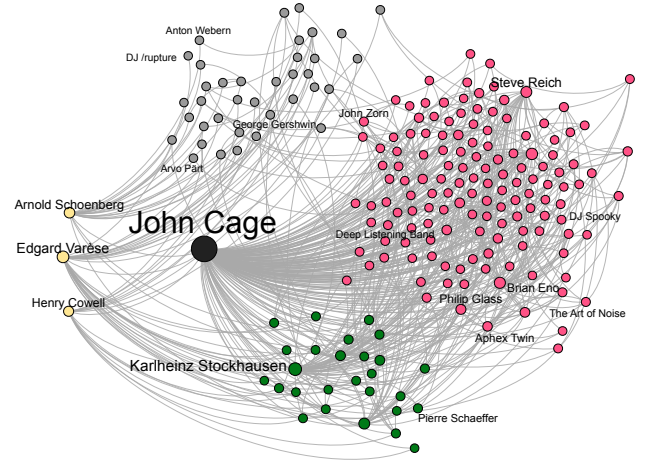 Anton Webern
DJ /rupture
Steve Reich
John Zorn
George Gershwin
Arvo Pärt
Arnold Schoenberg
John Cage
DJ Spooky
Deep Listening Band
Edgard Varèse
Brian Eno
Philip Glass
Henry Cowell
The Art of Noise
Aphex Twin
Karlheinz Stockhausen
Pierre Schaeffer